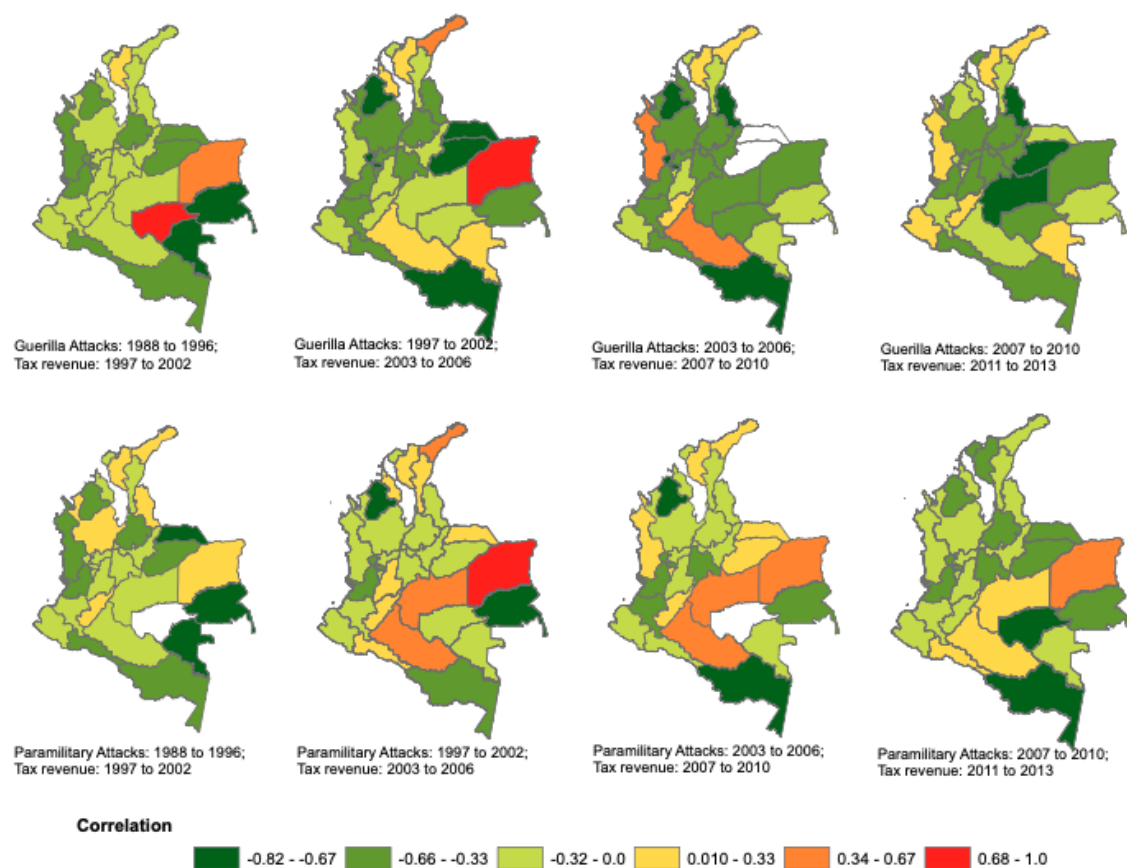 Guerilla Attacks: 1988 to 1996;
Tax revenue: 1997 to 2002
Guerilla Attacks: 1997 to 2002;
Tax revenue: 2003 to 2006
Guerilla Attacks: 2003 to 2006;
Tax revenue: 2007 to 2010
Guerilla Attacks: 2007 to 2010
Tax revenue: 2011 to 2013
Paramilitary Attacks: 1988 to 1996;
Tax revenue: 1997 to 2002
Paramilitary Attacks: 1997 to 2002;
Tax revenue: 2003 to 2006
Paramilitary Attacks: 2003 to 2006;
Tax revenue: 2007 to 2010
Paramilitary Attacks: 2007 to 2010;
Tax revenue: 2011 to 2013
Correlation
-0.82 - -0.67
-0.66 - -0.33
-0.32 - 0.0
0.010 - 0.33
0.34 - 0.67
0.68 - 1.0